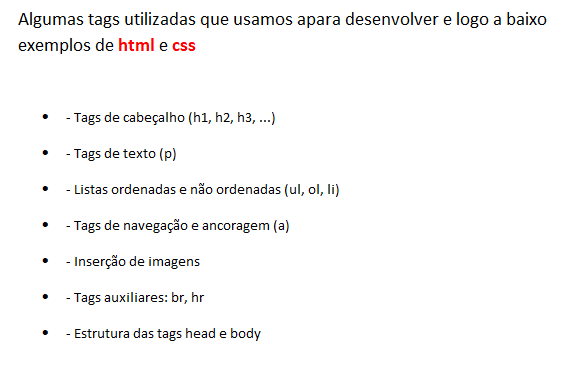 Algumas tags utilizadas que usamos apara desenvolver e logo a baixo
exemplos de html e css
• - Tags de cabeçalho (h1, h2, h3, ...)
• - Tags de texto (p)
• - Listas ordenadas e não ordenadas (ul, ol, li)
• - Tags de navegação e ancoragem (a)
• - Inserção de imagens
• - Tags auxiliares: br, hr
• - Estrutura das tags head e body